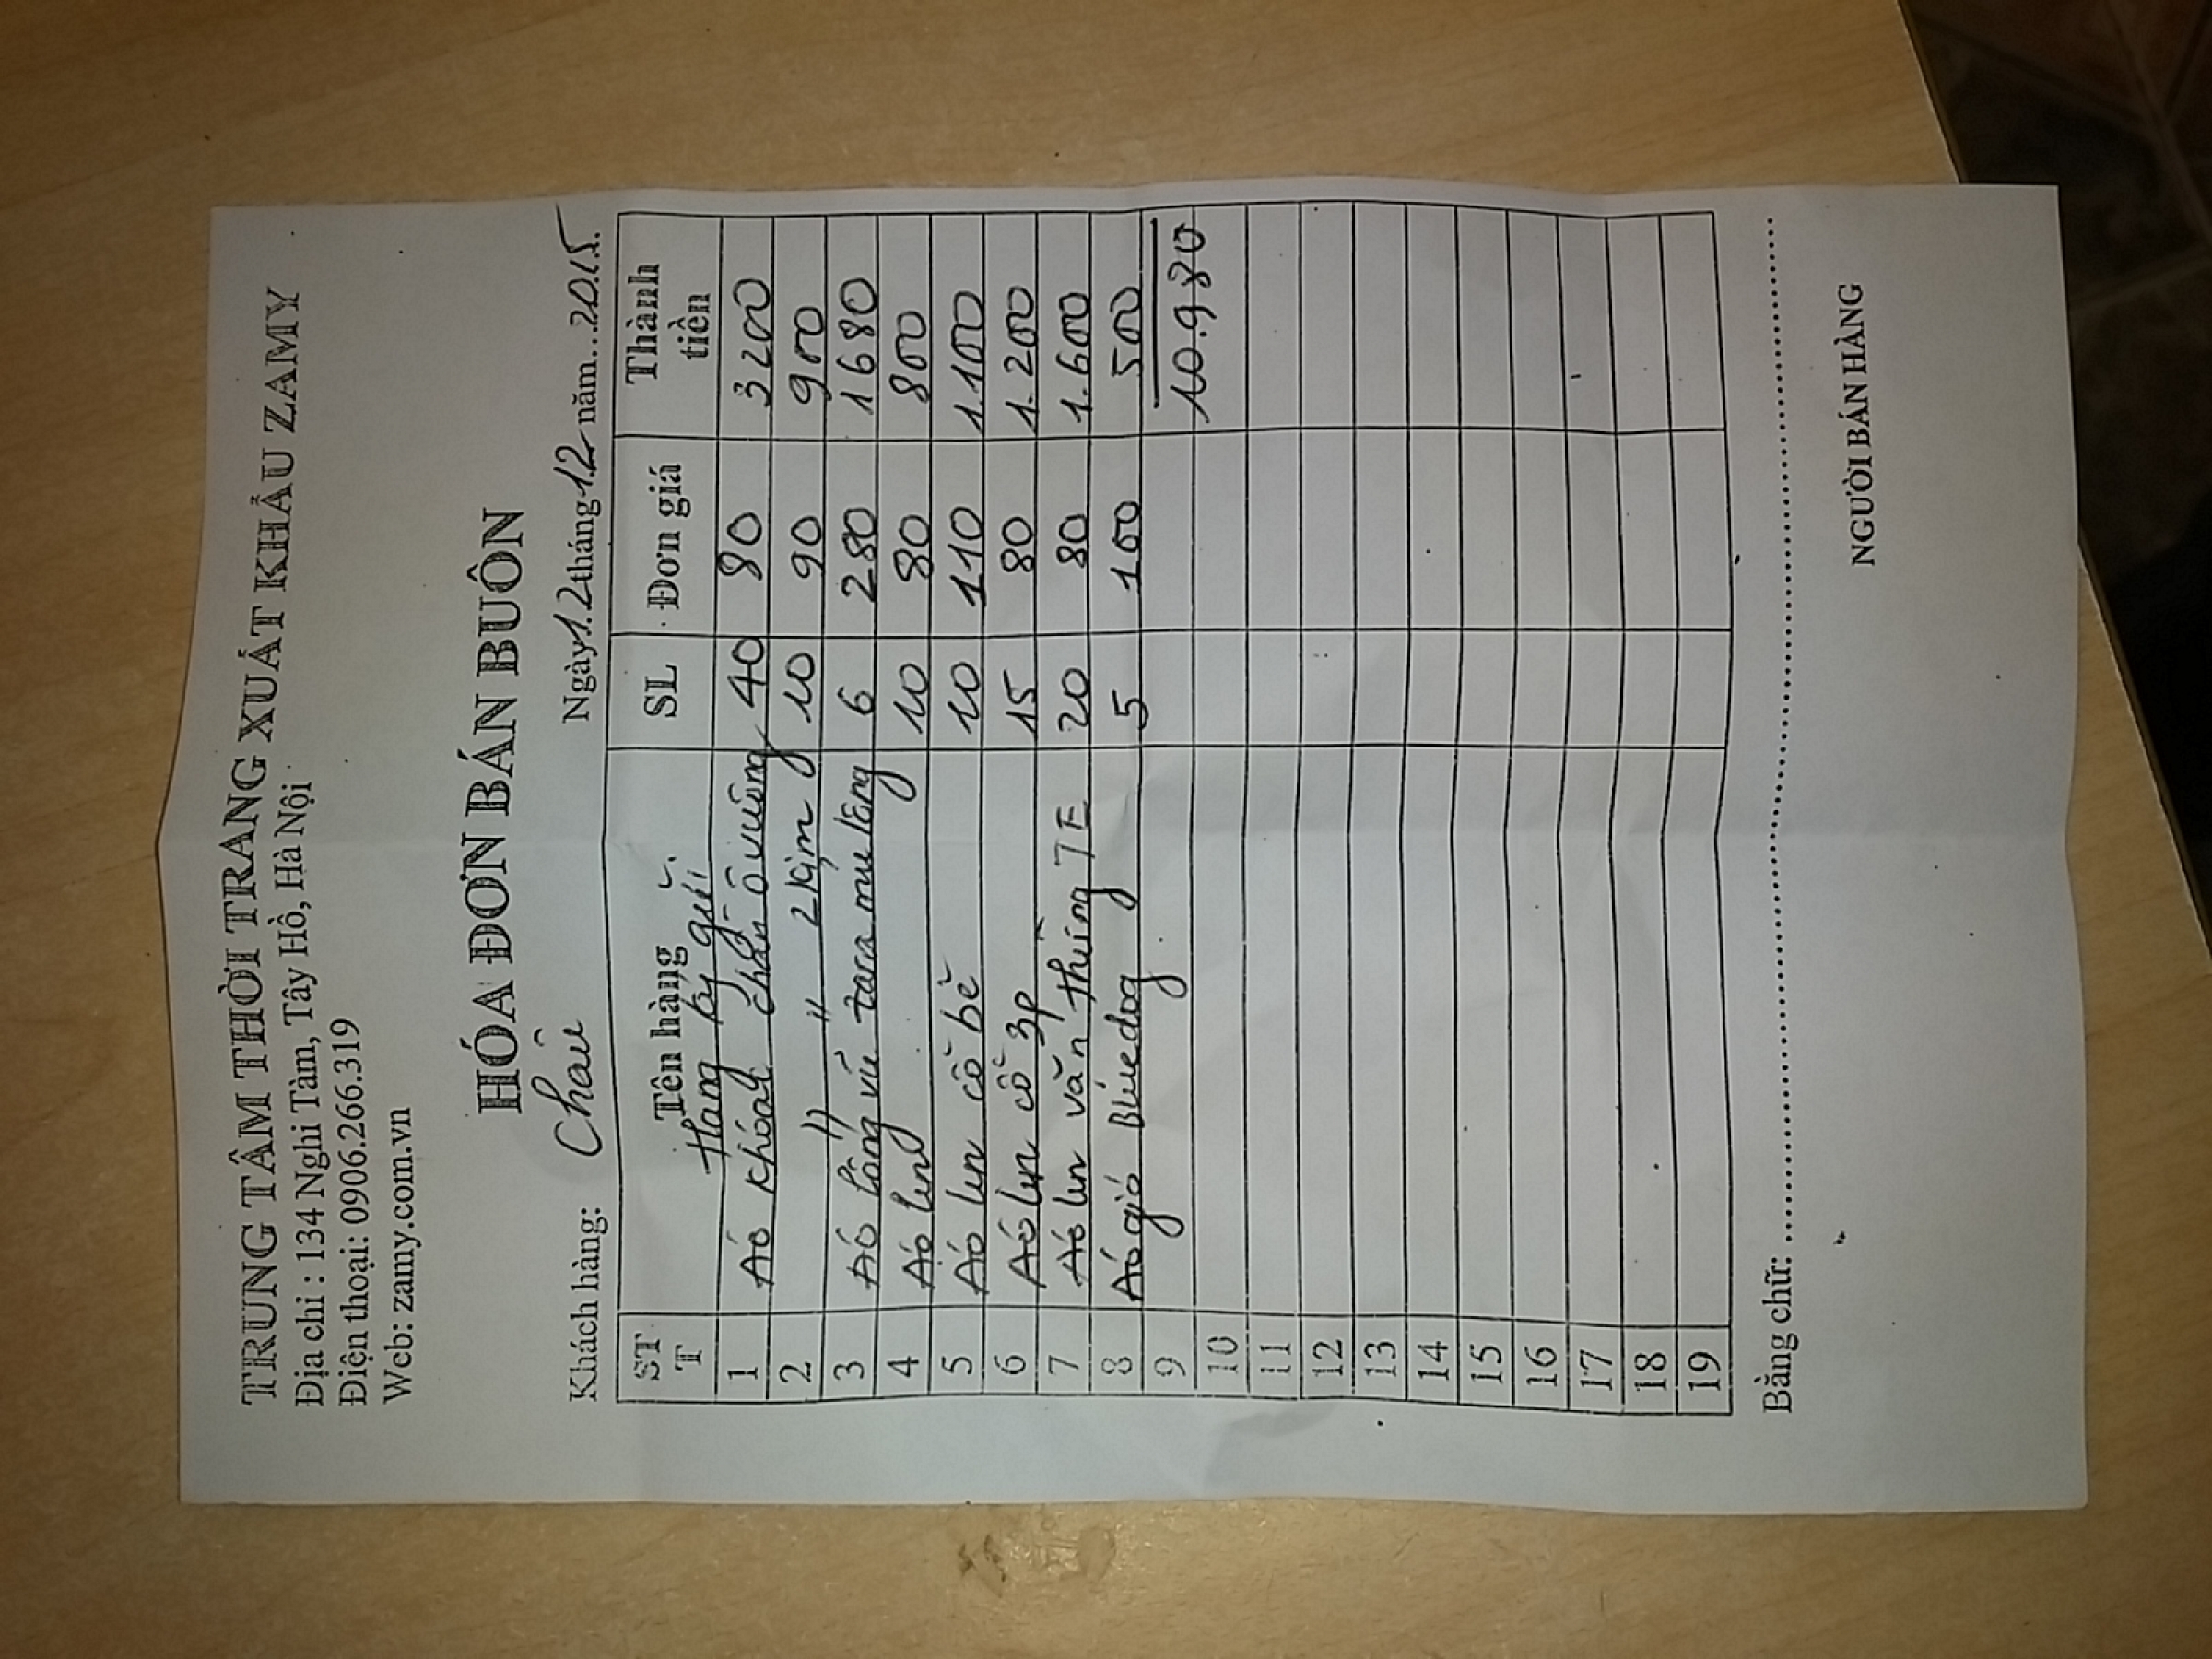 TRUNG TÂM THỜI TRANG XUẤT KHẨU ZAMY
Địa chỉ : 134 Nghi Tàm, Tây Hồ, Hà Nội
Điện thoại: 0906.266.319
Web: zamy.com.vn
HÓA ĐƠN BÁN BUÔN
Khách hàng: Châu
Ngày 12 tháng 12 năm 2015
STT Tên hàng SL Đơn giá Thành tiền
Hàng ký gửi
1 Áo khoác chần ô vuông 40 80 3200
2 " " 2 kim 10 90 900
3 Áo lông vũ zara mu lông 6 280 1680
4 Áo len 10 80 800
5 Áo len cổ bẻ 10 110 1.100
6 Áo len cổ 3p 15 80 1.200
7 Áo len văn thừng TE 20 80 1.600
8 Áo gió Bluedog 5 100 500
9 10.980
10
11
12
13
14
15
16
17
18
19
Bằng chữ:
NGƯỜI BÁN HÀNG